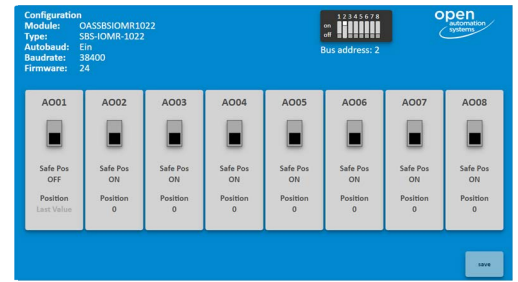 Configuration
Module: OASSBSIOMR1022
Type: SBS-IOMR-1022
Autobaud: Ein
Baudrate: 38400
Firmware: 24
1 2 3 4 5 6 7 8
on
off
Bus address: 2
open
automation
systems
AO01 AO02 AO03 AO04 AO05 AO06 AO07 AO08
Safe Pos Safe Pos Safe Pos Safe Pos Safe Pos Safe Pos Safe Pos Safe Pos
OFF ON ON ON ON ON ON ON
Position Position Position Position Position Position Position Position
Last Value 0 0 0 0 0 0 0
save